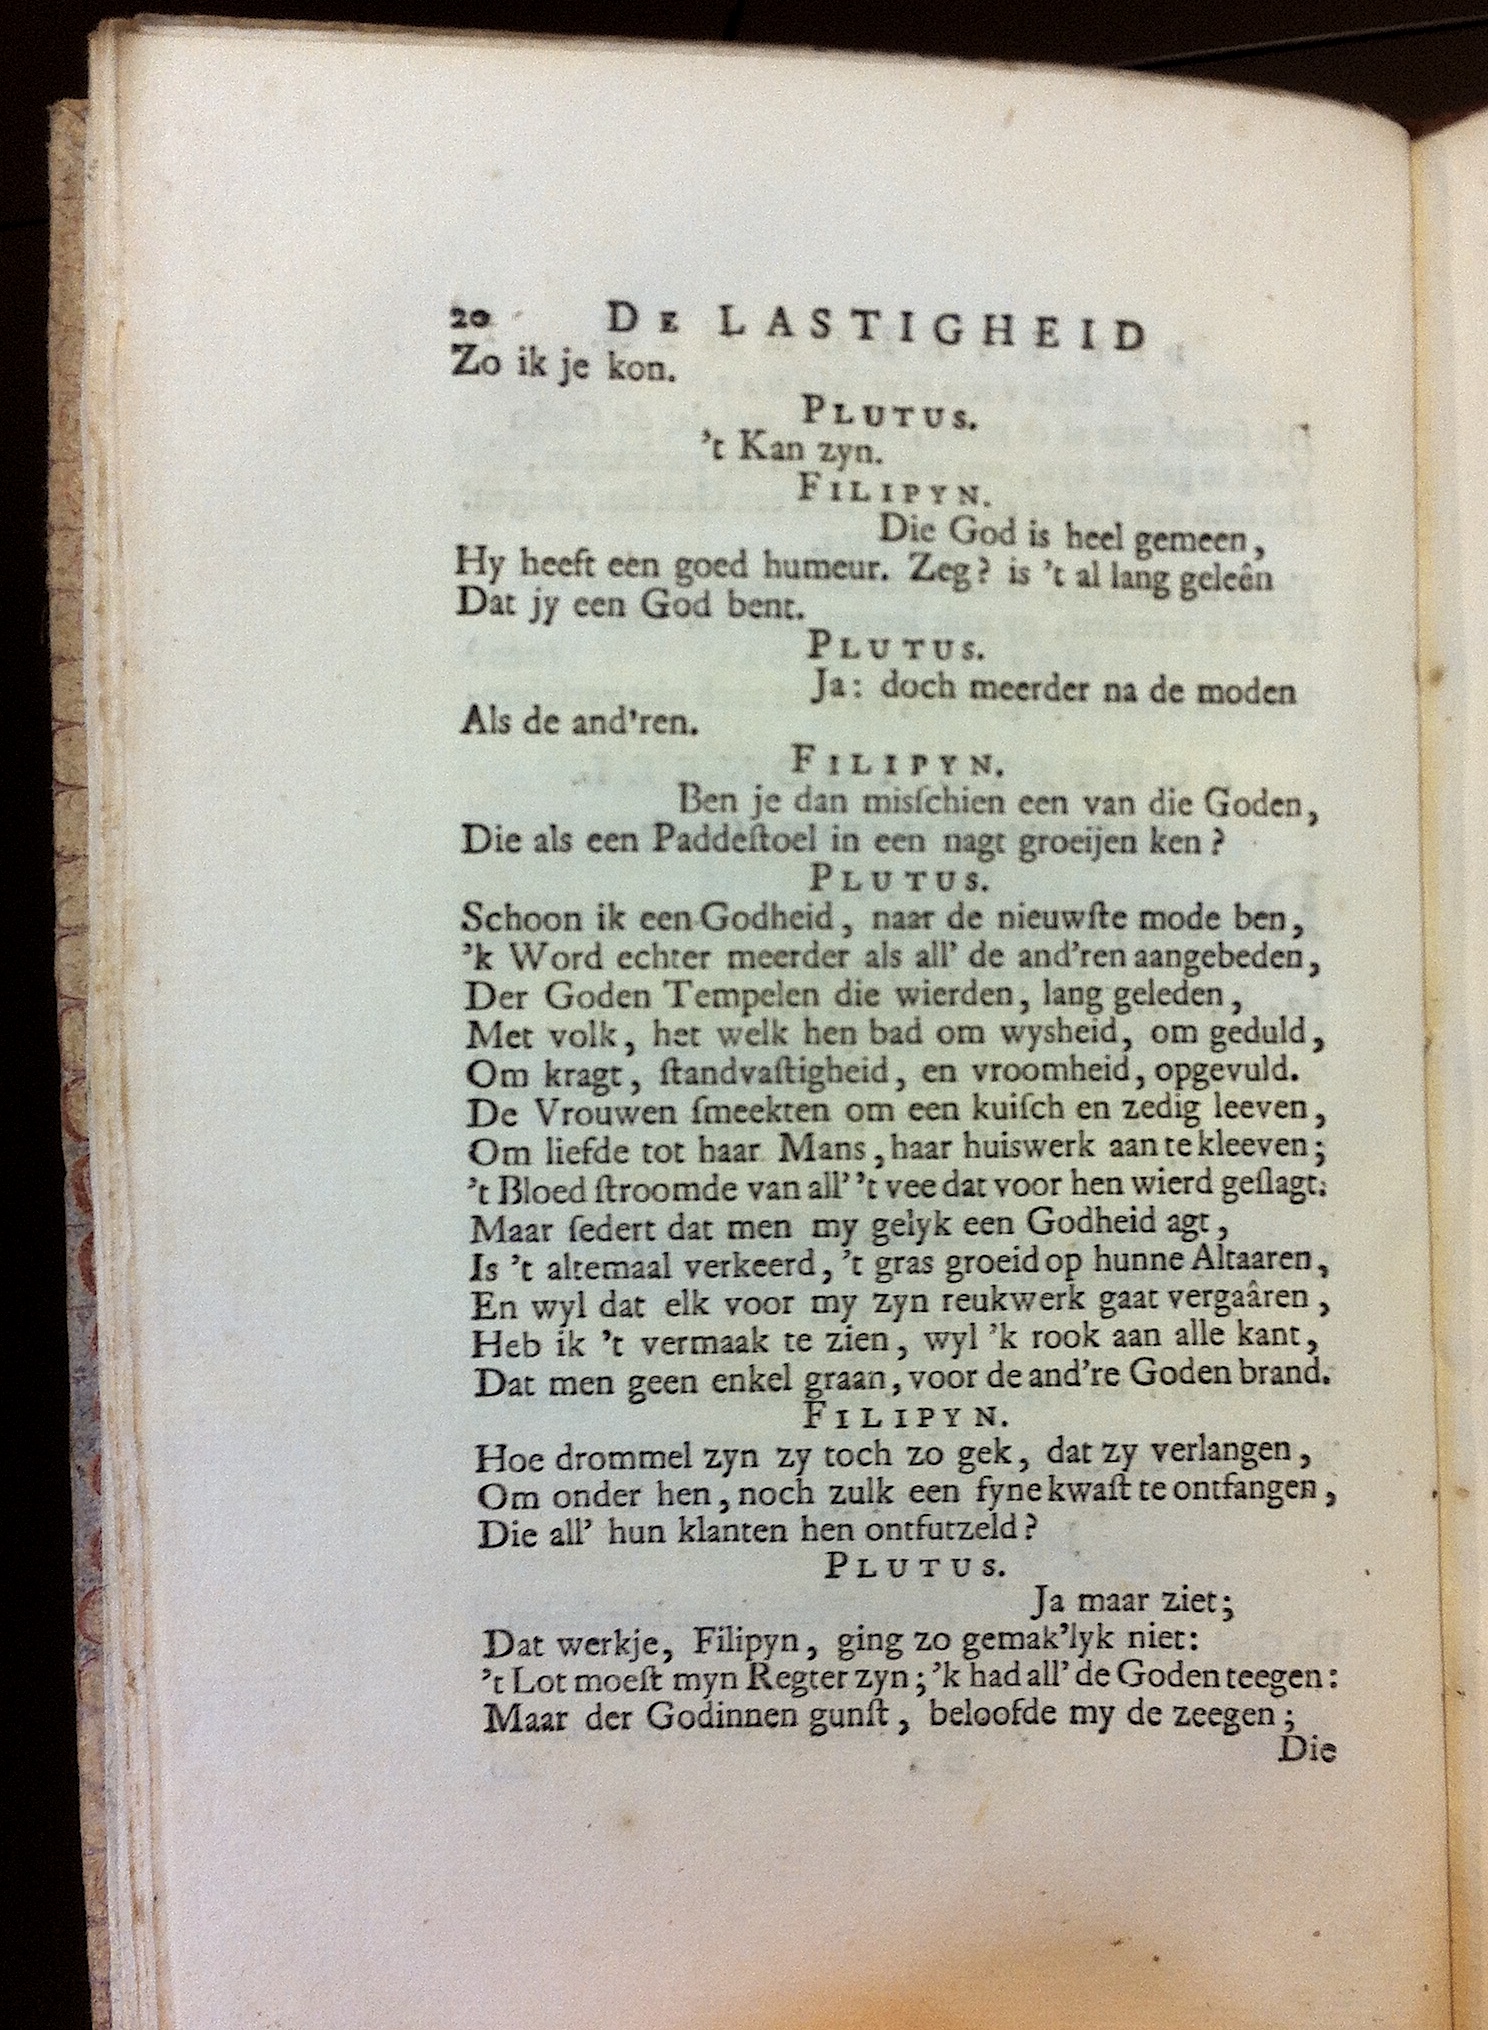 20 DE LASTIGHEID
Zo ik je kon.
PLUTUS.
't Kan zyn.
FILIPYN.
Die God is heel gemeen,
Hy heeft een goed humeur. Zeg? is 't al lang geleên
Dat jy een God bent.
PLUTUS.
Ja: doch meerder na de moden
Als de and'ren.
FILIPYN.
Ben je dan misſchien een van die Goden,
Die als een Paddeſtoel in een nagt groeijen ken?
PLUTUS.
Schoon ik een Godheid, naar de nieuwſte mode ben,
'k Word echter meerder als all' de and'ren aangebeden,
Der Goden Tempelen die wierden, lang geleden,
Met volk, het welk hen bad om wysheid, om geduld,
Om kragt, ſtandvaſtigheid, en vroomheid, opgevuld.
De Vrouwen ſmeekten om een kuiſch en zedig leeven,
Om liefde tot haar Mans, haar huiswerk aan te kleeven;
't Bloed ſtroomde van all' 't vee dat voor hen wierd geſlagt.
Maar ſedert dat men my gelyk een Godheid agt,
Is 't altemaal verkeerd, 't gras groeid op hunne Altaaren,
En wyl dat elk voor my zyn reukwerk gaat vergaâren,
Heb ik 't vermaak te zien, wyl 'k rook aan alle kant,
Dat men geen enkel graan, voor de and're Goden brand.
FILIPYN.
Hoe drommel zyn zy toch zo gek, dat zy verlangen,
Om onder hen, noch zulk een fyne kwaſt te ontfangen,
Die all' hun klanten hen ontfutzeld?
PLUTUS.
Ja maar ziet;
Dat werkje, Filipyn, ging zo gemak'lyk niet:
't Lot moeſt myn Regter zyn; 'k had all' de Goden teegen:
Maar der Godinnen gunſt, beloofde my de zeegen;
Die